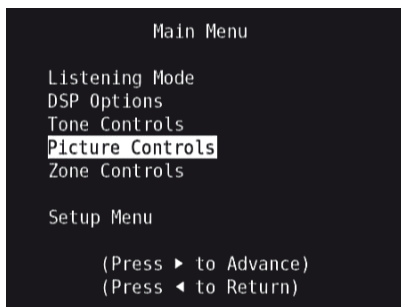 Main Menu
Listening Mode
DSP Options
Tone Controls
Picture Controls
Zone Controls
Setup Menu
(Press ▶ to Advance)
(Press ◀ to Return)